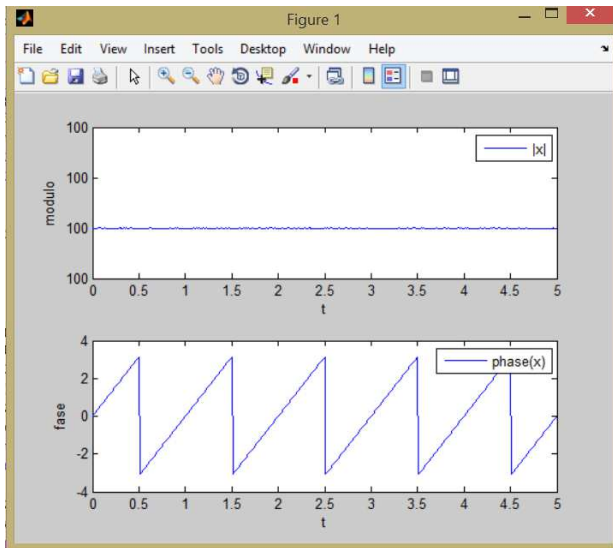 Figure 1
File Edit View Insert Tools Desktop Window Help
100
100
100
100
modulo
|x|
0 0.5 1 1.5 2 2.5 3 3.5 4 4.5 5
t
4
2
0
-2
-4
fase
phase(x)
0 0.5 1 1.5 2 2.5 3 3.5 4 4.5 5
t